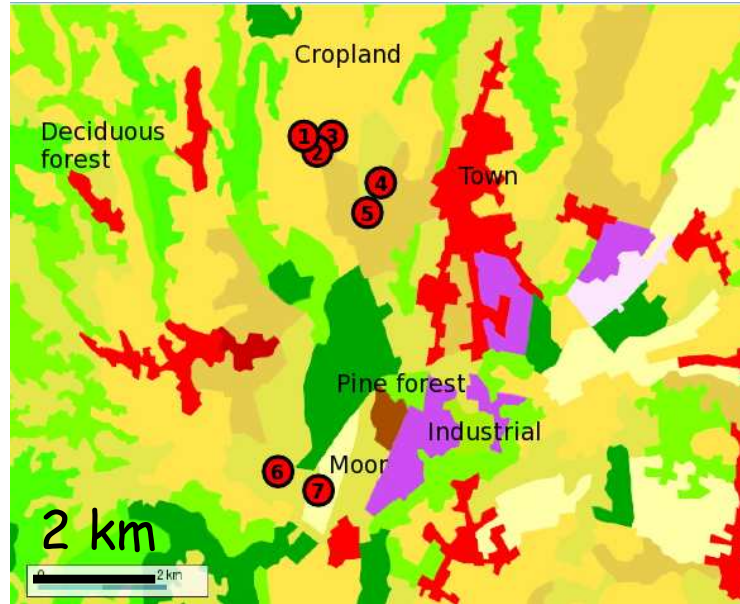 Cropland
1 3
2
Deciduous
forest
4
Town
5
Pine forest
Industrial
Moor
6
7
2 km
0 2 km